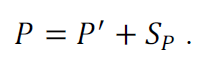 P = P′ + S_P .